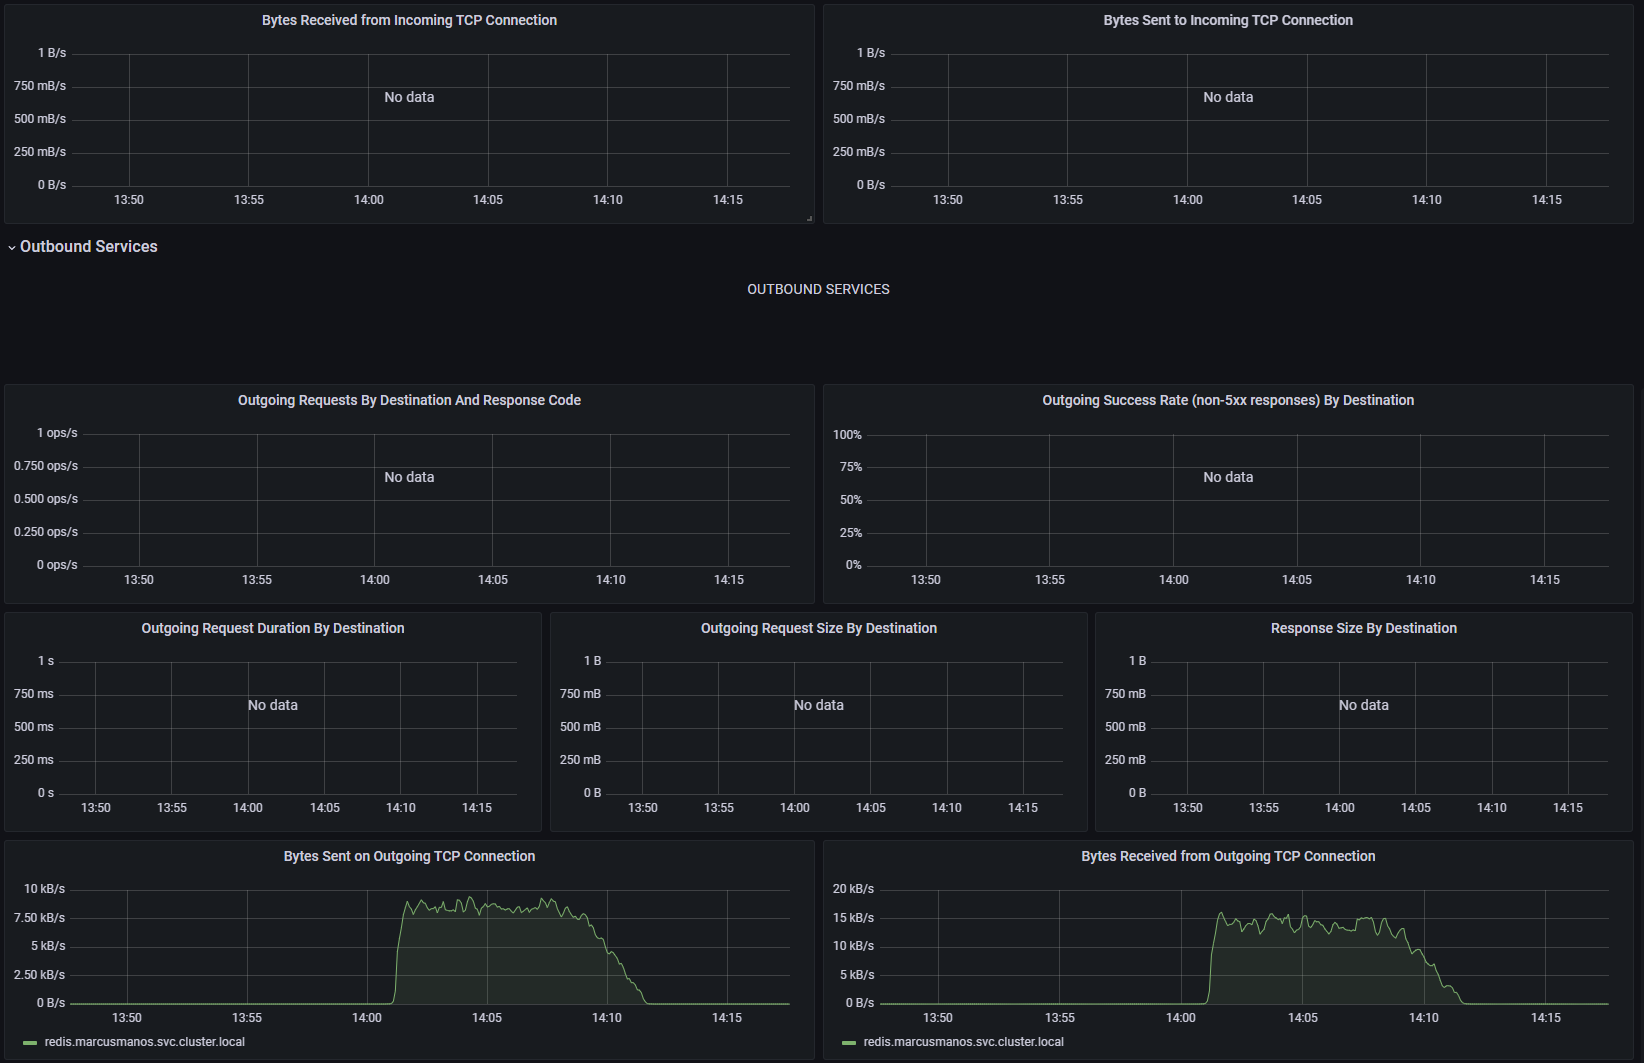 Bytes Received from Incoming TCP Connection
1 B/s
750 mB/s
500 mB/s
250 mB/s
0 B/s
No data
13:50 13:55 14:00 14:05 14:10 14:15
Bytes Sent to Incoming TCP Connection
1 B/s
750 mB/s
500 mB/s
250 mB/s
0 B/s
No data
13:50 13:55 14:00 14:05 14:10 14:15
Outbound Services
OUTBOUND SERVICES
Outgoing Requests By Destination And Response Code
1 ops/s
0.750 ops/s
0.500 ops/s
0.250 ops/s
0 ops/s
No data
13:50 13:55 14:00 14:05 14:10 14:15
Outgoing Success Rate (non-5xx responses) By Destination
100%
75%
50%
25%
0%
No data
13:50 13:55 14:00 14:05 14:10 14:15
Outgoing Request Duration By Destination
1 s
750 ms
500 ms
250 ms
0 s
No data
13:50 13:55 14:00 14:05 14:10 14:15
Outgoing Request Size By Destination
1 B
750 mB
500 mB
250 mB
0 B
No data
13:50 13:55 14:00 14:05 14:10 14:15
Response Size By Destination
1 B
750 mB
500 mB
250 mB
0 B
No data
13:50 13:55 14:00 14:05 14:10 14:15
Bytes Sent on Outgoing TCP Connection
10 kB/s
7.50 kB/s
5 kB/s
2.50 kB/s
0 B/s
13:50 13:55 14:00 14:05 14:10 14:15
redis.marcusmanos.svc.cluster.local
Bytes Received from Outgoing TCP Connection
20 kB/s
15 kB/s
10 kB/s
5 kB/s
0 B/s
13:50 13:55 14:00 14:05 14:10 14:15
redis.marcusmanos.svc.cluster.local